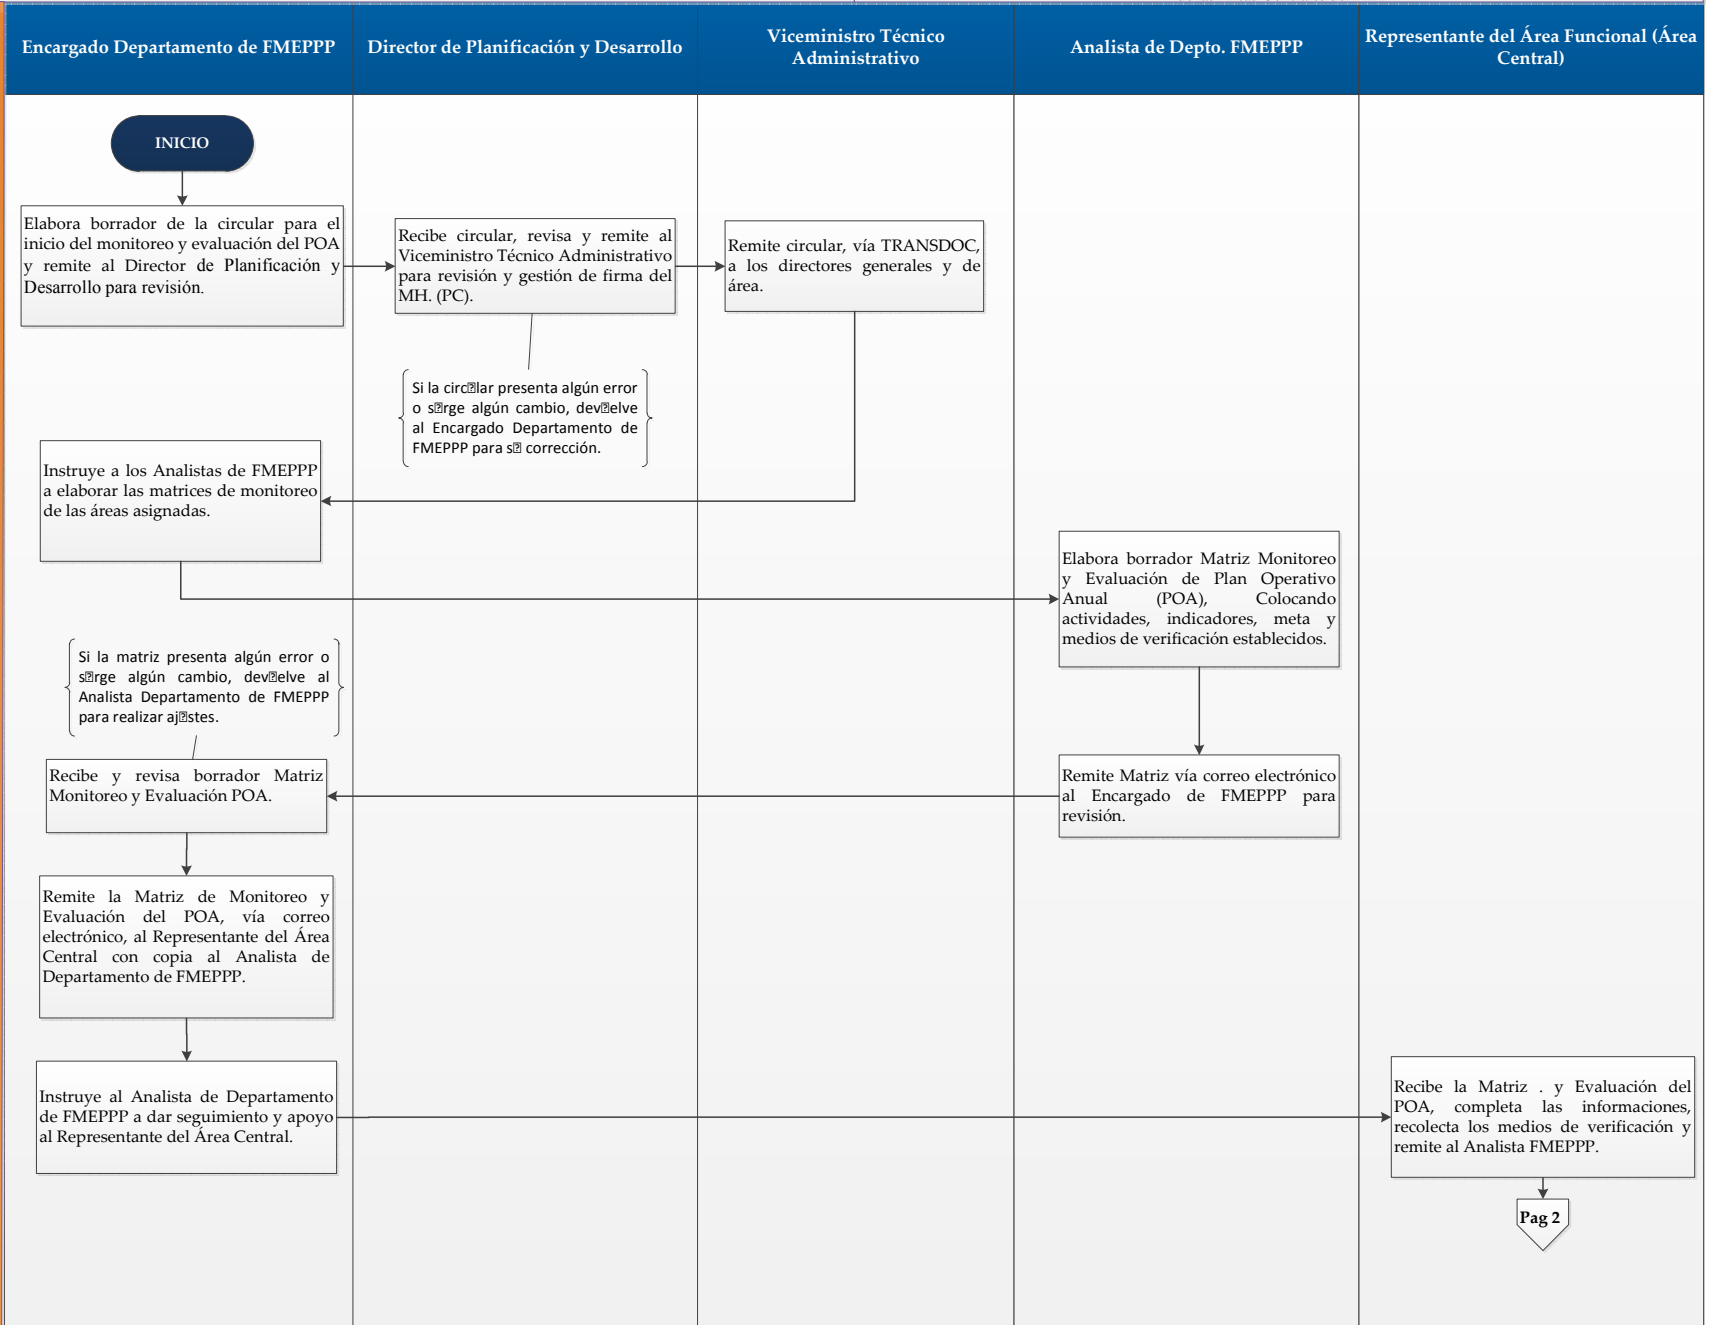 Encargado Departamento de FMEPPP
Director de Planificación y Desarrollo
Viceministro Técnico
Administrativo
Analista de Depto. FMEPPP
Representante del Área Funcional (Área
Central)
INICIO
Elabora borrador de la circular para el
inicio del monitoreo y evaluación del POA
y remite al Director de Planificación y
Desarrollo para revisión.
Recibe circular, revisa y remite al
Viceministro Técnico Administrativo
para revisión y gestión de firma del
MH. (PC).
Remite circular, vía TRANSDOC,
a los directores generales y de
área.
Si la circ⍰lar presenta algún error
o s⍰rge algún cambio, dev⍰elve
al Encargado Departamento de
FMEPPP para s⍰ corrección.
Instruye a los Analistas de FMEPPP
a elaborar las matrices de monitoreo
de las áreas asignadas.
Elabora borrador Matriz Monitoreo
y Evaluación de Plan Operativo
Anual (POA), Colocando
actividades, indicadores, meta y
medios de verificación establecidos.
Si la matriz presenta algún error o
s⍰rge algún cambio, dev⍰elve al
Analista Departamento de FMEPPP
para realizar aj⍰stes.
Recibe y revisa borrador Matriz
Monitoreo y Evaluación POA.
Remite Matriz vía correo electrónico
al Encargado de FMEPPP para
revisión.
Remite la Matriz de Monitoreo y
Evaluación del POA, vía correo
electrónico, al Representante del Área
Central con copia al Analista de
Departamento de FMEPPP.
Instruye al Analista de Departamento
de FMEPPP a dar seguimiento y apoyo
al Representante del Área Central.
Recibe la Matriz . y Evaluación del
POA, completa las informaciones,
recolecta los medios de verificación y
remite al Analista FMEPPP.
Pag 2